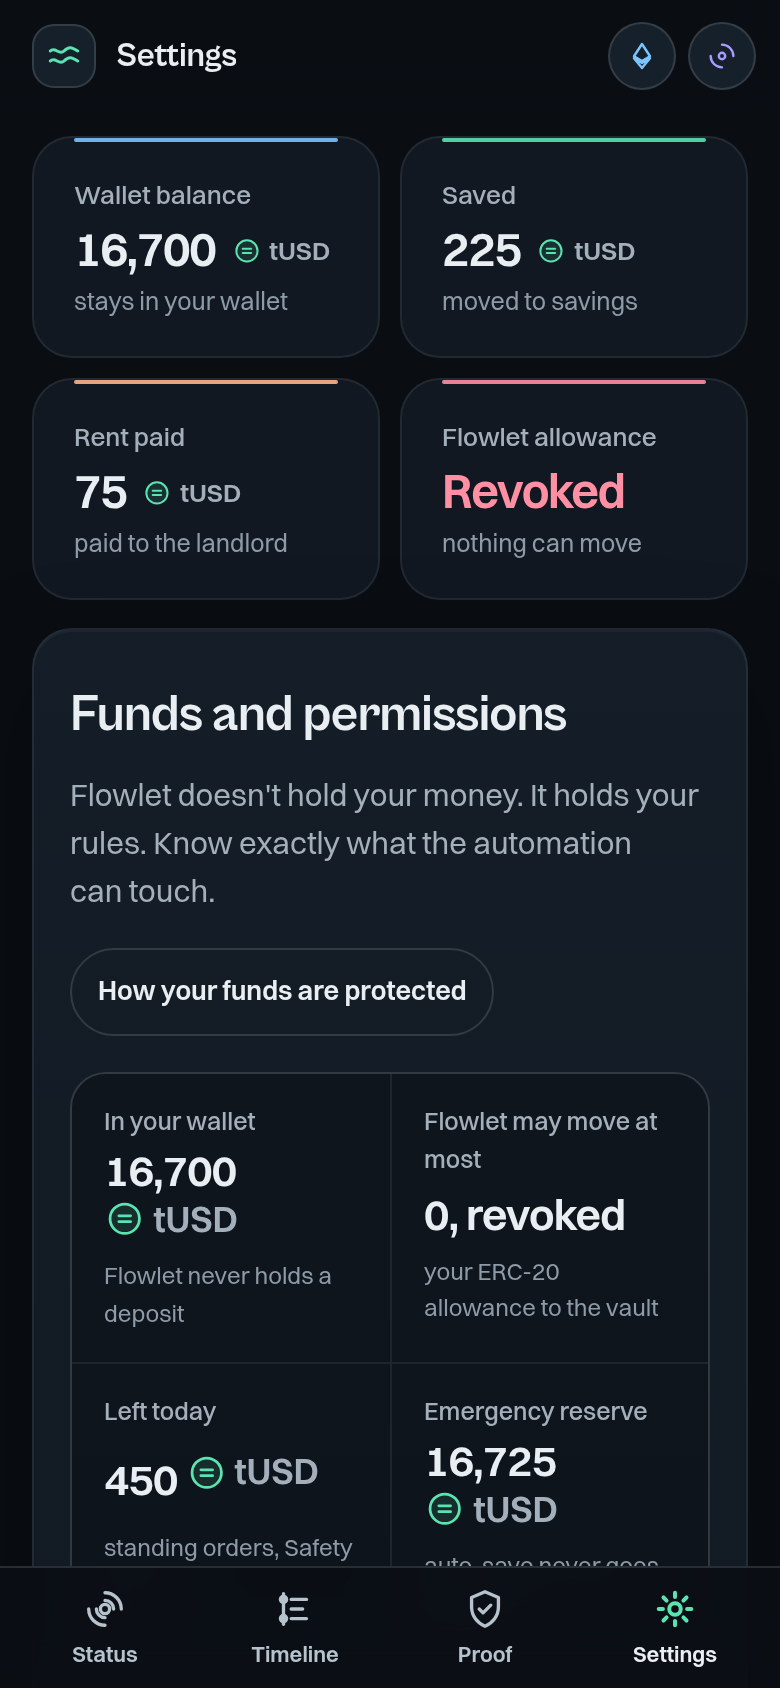 Settings
Wallet balance
16,700 tUSD
stays in your wallet
Saved
225 tUSD
moved to savings
Rent paid
75 tUSD
paid to the landlord
Flowlet allowance
Revoked
nothing can move
Funds and permissions
Flowlet doesn't hold your money. It holds your
rules. Know exactly what the automation
can touch.
How your funds are protected
In your wallet
16,700
tUSD
Flowlet never holds a
deposit
Flowlet may move at
most
0, revoked
your ERC-20
allowance to the vault
Left today
450 tUSD
standing orders, Safety
Emergency reserve
16,725
tUSD
auto-save never goes
Status
Timeline
Proof
Settings